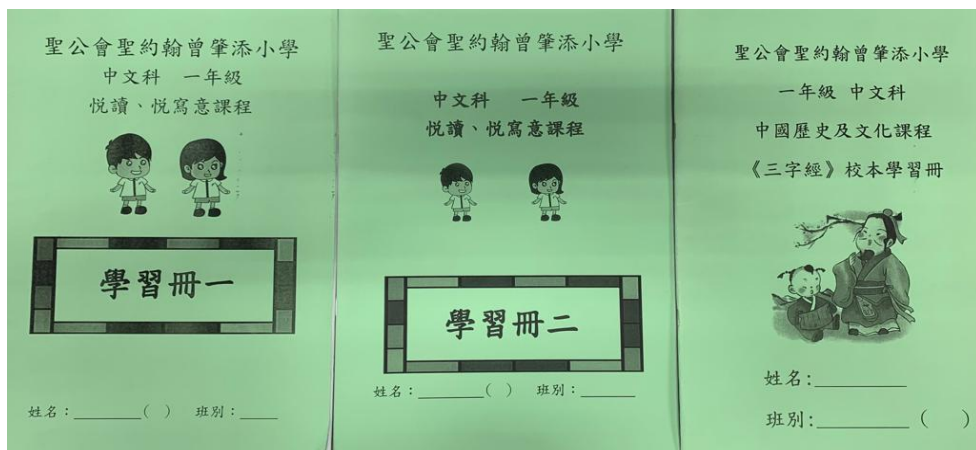 聖公會聖約翰曾肇添小學
中文科 一年級
悅讀、悅寫意課程
學習冊一
姓名：________( ) 班別：____
聖公會聖約翰曾肇添小學
中文科 一年級
悅讀、悅寫意課程
學習冊二
姓名：________( ) 班別：______
聖公會聖約翰曾肇添小學
一年級 中文科
中國歷史及文化課程
《三字經》校本學習冊
姓名:________
班別:________ ( )